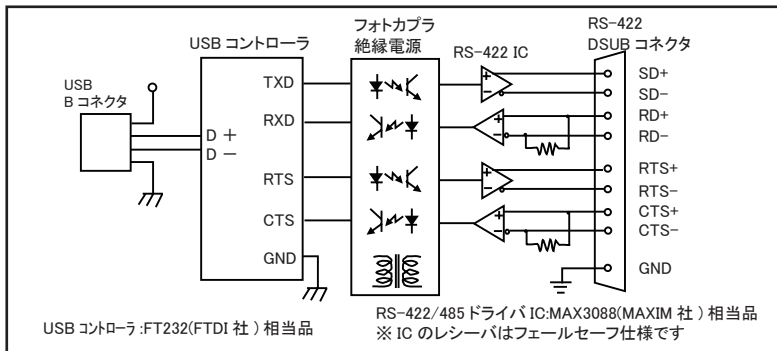 RS-422
DSUB コネクタ
フォトカプラ
絶縁電源
USB コントローラ
RS-422 IC
USB
B コネクタ
TXD
RXD
RTS
CTS
GND
D +
D −
SD+
SD-
RD+
RD-
RTS+
RTS-
CTS+
CTS-
GND
USB コントローラ :FT232(FTDI 社 ) 相当品
RS-422/485 ドライバ IC:MAX3088(MAXIM 社 ) 相当品
※ IC のレシーバはフェールセーフ仕様です